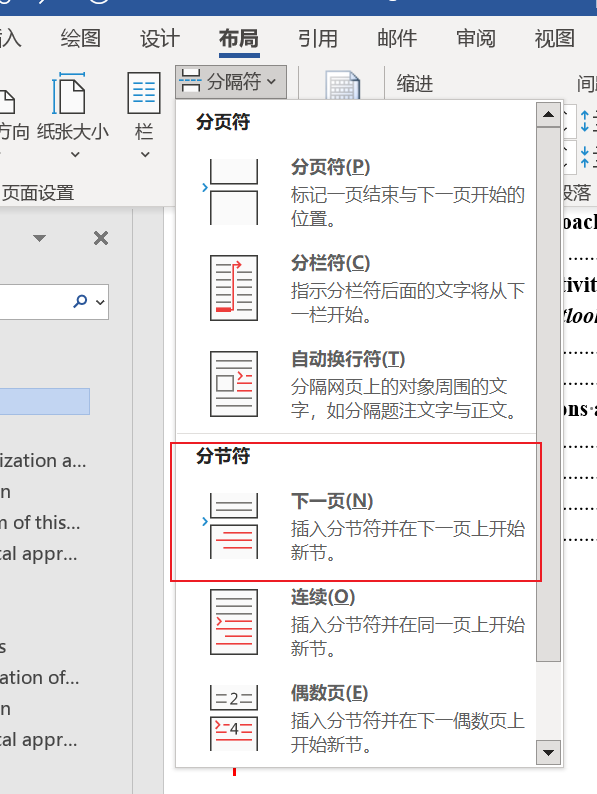 入 绘图 设计 布局 引用 邮件 审阅 视图
分隔符
缩进
间
方向 纸张大小 栏
页面设置
段落
分页符
分页符(P)
标记一页结束与下一页开始的
位置。
分栏符(C)
指示分栏符后面的文字将从下
一栏开始。
自动换行符(T)
分隔网页上的对象周围的文
字，如分隔题注文字与正文。
分节符
下一页(N)
插入分节符并在下一页上开始
新节。
连续(O)
插入分节符并在同一页上开始
新节。
偶数页(E)
插入分节符并在下一偶数页上
开始新节。
=2=
=4=
ization a...
n
m of this...
tal appr...
s
ation of...
n
tal appr...
oach
tivit
tlook
ons a